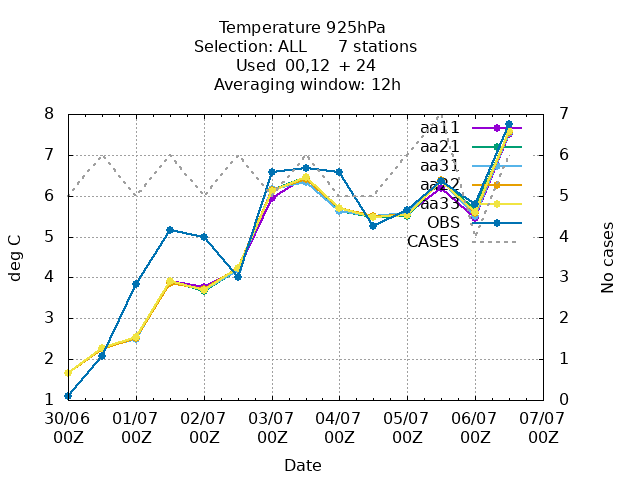 Temperature 925hPa
Selection: ALL      7 stations
Used  00,12  + 24
Averaging window: 12h
8 7
aa11
7 6
aa21
aa31
6 5
aa22
aa33
OBS
5 4
CASES
deg C
No cases
4 3
3 2
2 1
1 0
30/06 01/07 02/07 03/07 04/07 05/07 06/07 07/07
00Z 00Z 00Z 00Z 00Z 00Z 00Z 00Z
Date